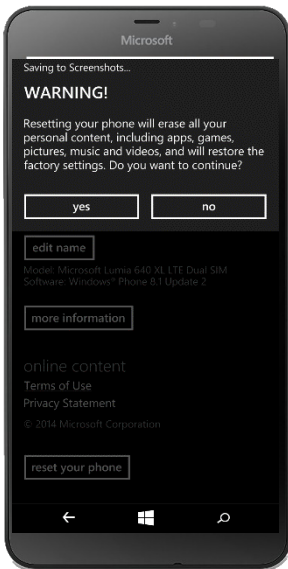 Microsoft
Saving to Screenshots...
WARNING!
Resetting your phone will erase all your
personal content, including apps, games,
pictures, music and videos, and will restore the
factory settings. Do you want to continue?
yes no
edit name
Model: Microsoft Lumia 640 XL LTE Dual SIM
Software: Windows® Phone 8.1 Update 2
more information
online content
Terms of Use
Privacy Statement
© 2014 Microsoft Corporation
reset your phone